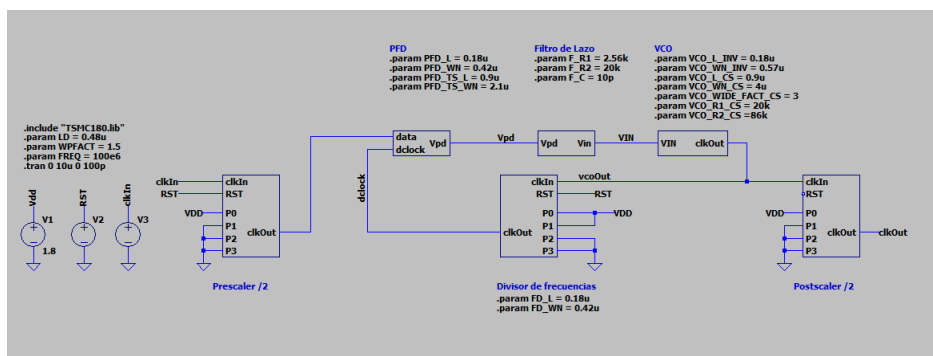 PFD
.param PFD_L = 0.18u
.param PFD_WN = 0.42u
.param PFD_TS_L = 0.9u
.param PFD_TS_WN = 2.1u
Filtro de Lazo
.param F_R1 = 2.56k
.param F_R2 = 20k
.param F_C = 10p
VCO
.param VCO_L_INV = 0.18u
.param VCO_WN_INV = 0.57u
.param VCO_L_CS = 0.9u
.param VCO_WN_CS = 4u
.param VCO_WIDE_FACT_CS = 3
.param VCO_R1_CS = 20k
.param VCO_R2_CS =86k
.include "TSMC180.lib"
.param LD = 0.48u
.param WPFACT = 1.5
.param FREQ = 100e6
.tran 0 10u 0 100p
data
dclock
Vpd
Vpd
Vpd
Vin
VIN
VIN
clkOut
Vdd
V1
1.8
RST
V2
clkIn
V3
clkIn
RST
VDD
clkIn
RST
P0
P1
P2
P3
clkOut
Prescaler /2
dclock
vcoOut
clkIn
RST
RST
P0
VDD
P1
P2
P3
clkOut
Divisor de frecuencias
.param FD_L = 0.18u
.param FD_WN = 0.42u
VDD
clkIn
RST
P0
P1
P2
P3
clkOut
clkOut
Postscaler /2